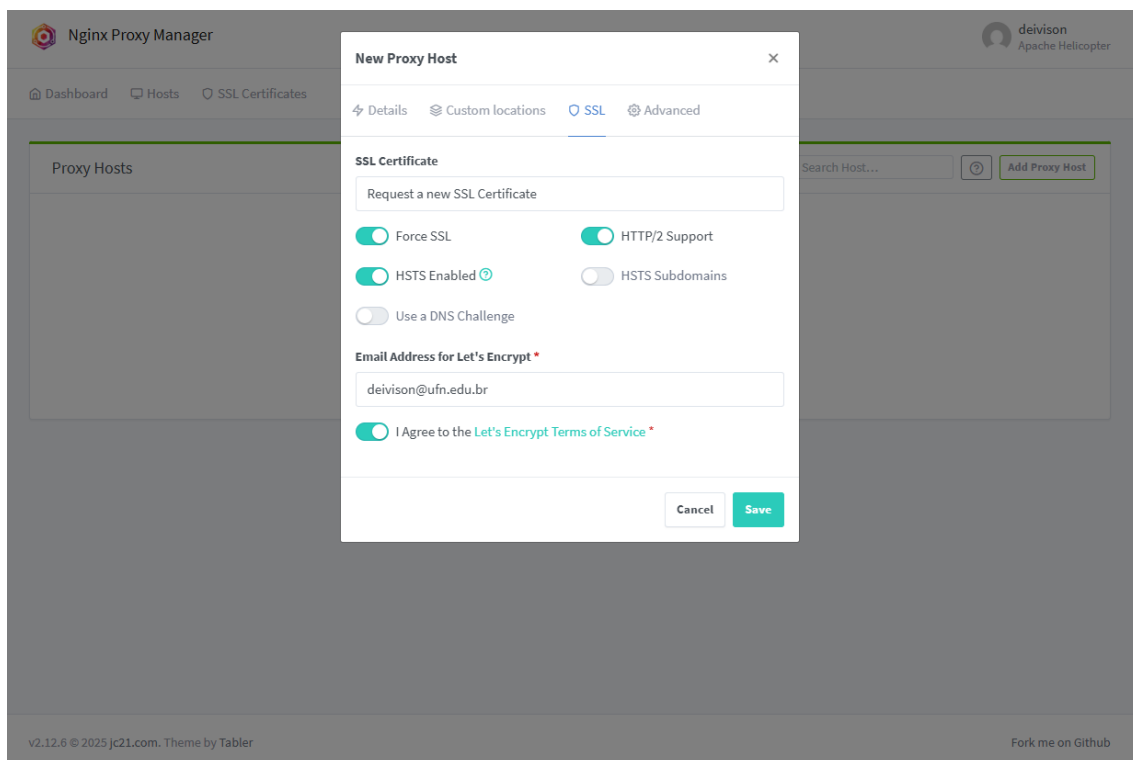 Nginx Proxy Manager
deivison
Apache Helicopter
Dashboard Hosts SSL Certificates
Proxy Hosts
Search Host...
Add Proxy Host
New Proxy Host
Details Custom locations SSL Advanced
SSL Certificate
Request a new SSL Certificate
Force SSL HTTP/2 Support
HSTS Enabled HSTS Subdomains
Use a DNS Challenge
Email Address for Let's Encrypt *
deivison@ufn.edu.br
I Agree to the Let's Encrypt Terms of Service *
Cancel Save
v2.12.6 © 2025 jc21.com. Theme by Tabler Fork me on Github